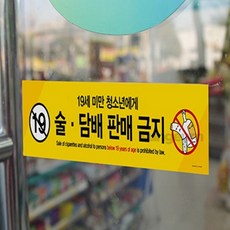 19세 미만 청소년에게
19 술·담배 판매 금지
Sale of cigarettes and alcohol to persons below 19 years of age is prohibited by law.